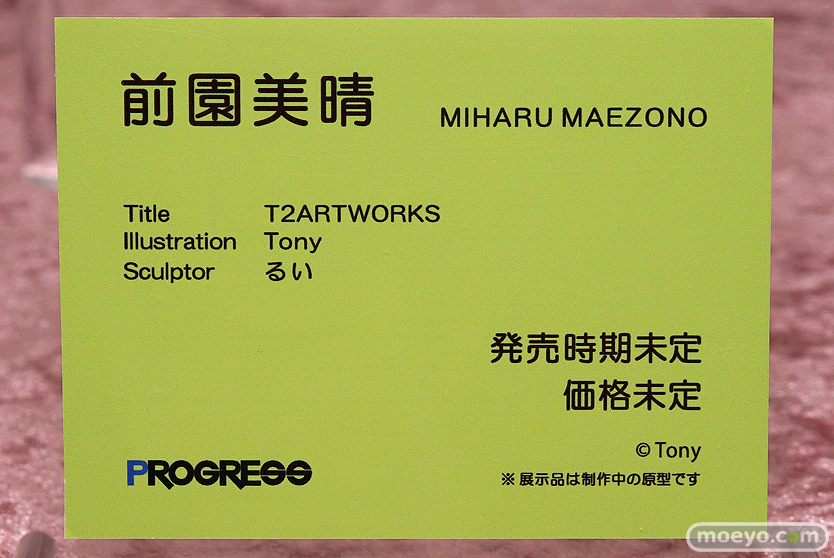 前園美晴 MIHARU MAEZONO
Title T2ARTWORKS
Illustration Tony
Sculptor るい
発売時期未定
価格未定
© Tony
PROGRESS
※展示品は制作中の原型です
moeyo.com